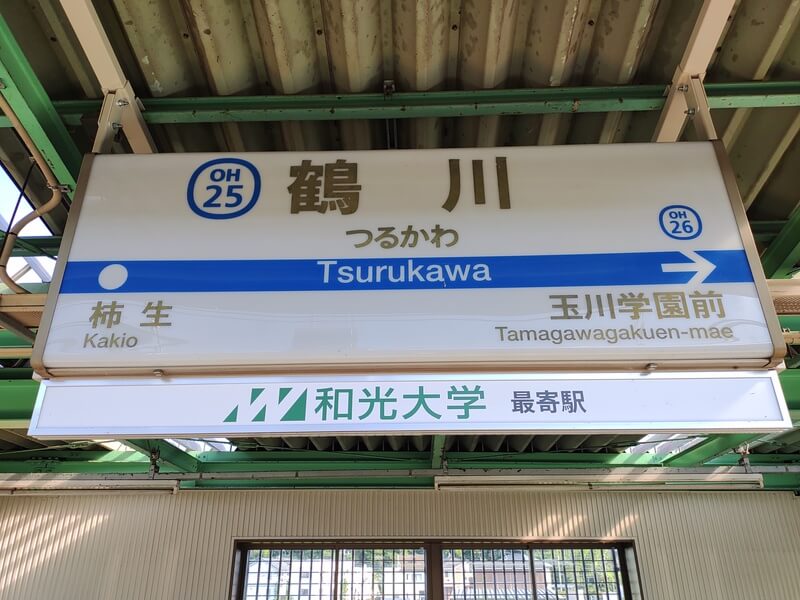 OH
25
鶴川
つるかわ
OH
26
Tsurukawa
柿生
Kakio
玉川学園前
Tamagawagakuen-mae
和光大学 最寄駅